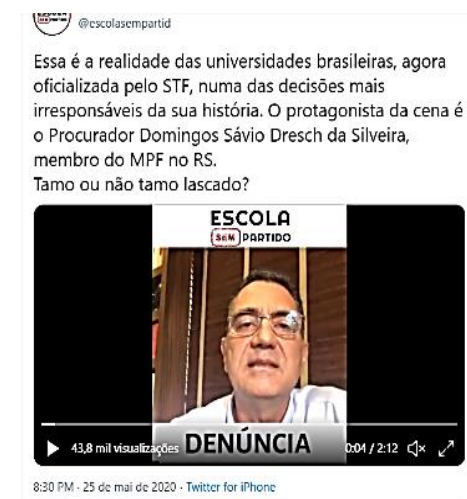 ESCOLA
SEM PARTIDO
@escolasempartid
Essa é a realidade das universidades brasileiras, agora
oficializada pelo STF, numa das decisões mais
irresponsáveis da sua história. O protagonista da cena é
o Procurador Domingos Sávio Dresch da Silveira,
membro do MPF no RS.
Tamo ou não tamo lascado?
ESCOLA
SEM PARTIDO
43,8 mil visualizações
DENÚNCIA
0:04 / 2:12
8:30 PM · 25 de mai de 2020 · Twitter for iPhone